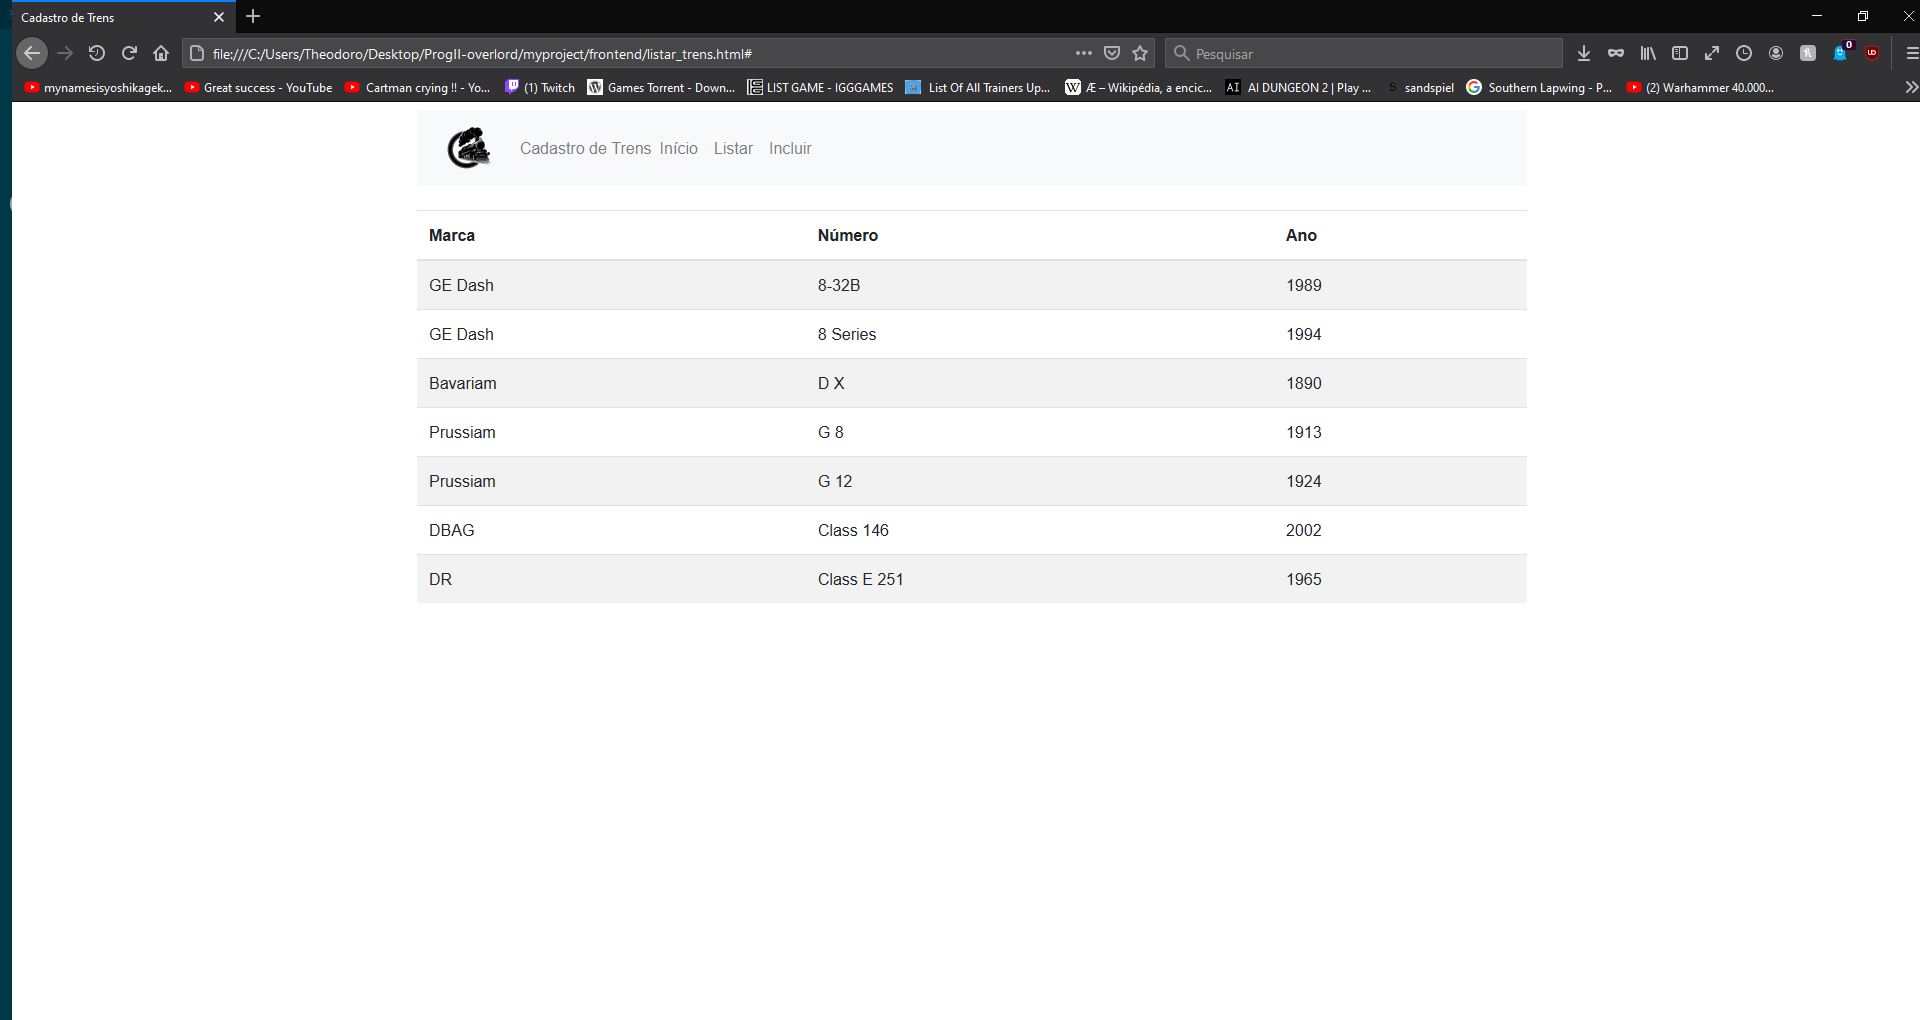 Cadastro de Trens
file:///C:/Users/Theodoro/Desktop/ProgII-overlord/myproject/frontend/listar_trens.html# Pesquisar 0
mynamesisyoshikagek... Great success - YouTube Cartman crying !! - Yo... (1) Twitch Games Torrent - Down... LIST GAME - IGGGAMES List Of All Trainers Up... Æ – Wikipédia, a encic... AI DUNGEON 2 | Play ... sandspiel Southern Lapwing - P... (2) Warhammer 40.000...
Cadastro de Trens Início Listar Incluir
Marca Número Ano
GE Dash 8-32B 1989
GE Dash 8 Series 1994
Bavariam D X 1890
Prussiam G 8 1913
Prussiam G 12 1924
DBAG Class 146 2002
DR Class E 251 1965